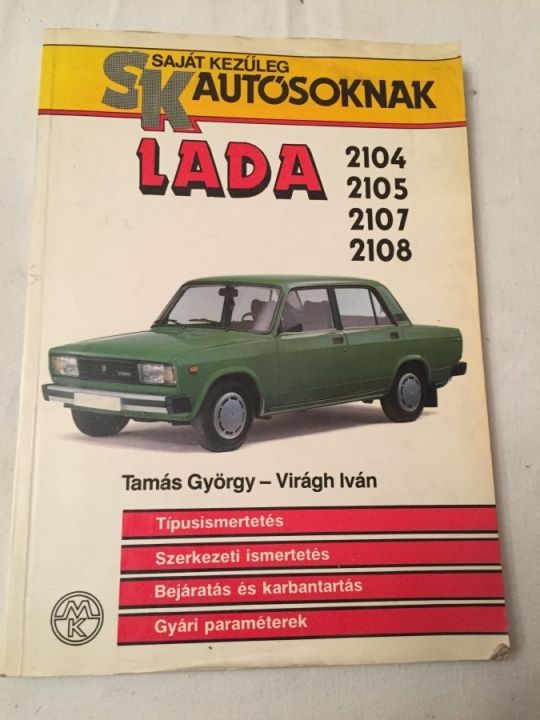 SAJÁT KEZŰLEG
SK AUTÓSOKNAK
LADA
2104
2105
2107
2108
Tamás György – Virágh Iván
Típusismertetés
Szerkezeti ismertetés
Bejáratás és karbantartás
Gyári paraméterek
MK